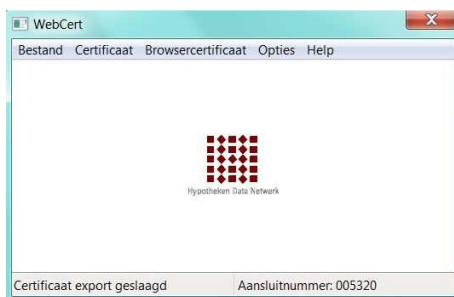 WebCert
Bestand Certificaat Browsercertificaat Opties Help
Hypotheken Data Netwerk
Certificaat export geslaagd Aansluitnummer: 005320